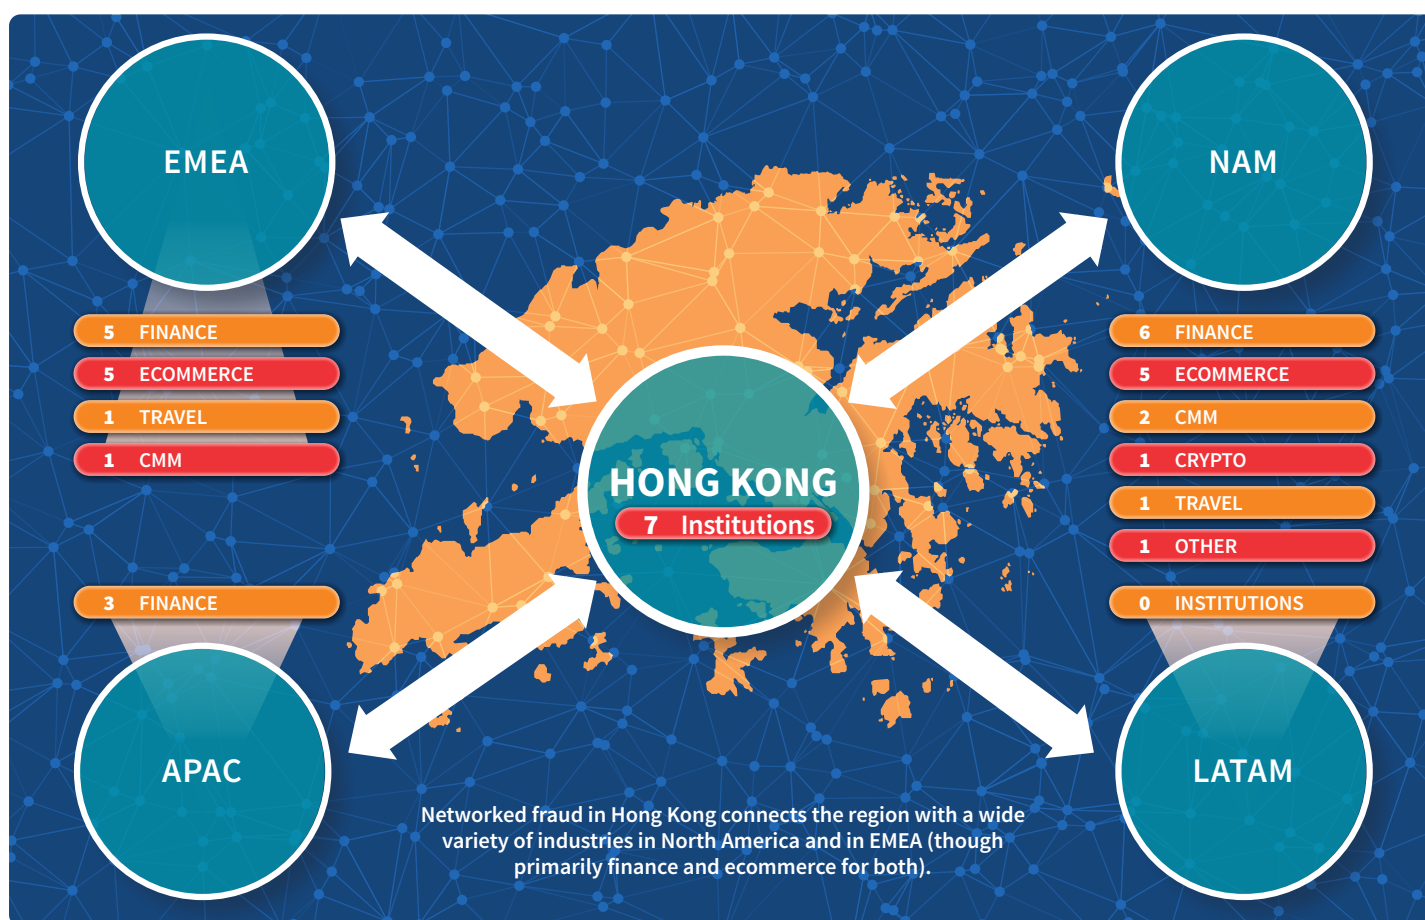 EMEA
5 FINANCE
5 ECOMMERCE
1 TRAVEL
1 CMM
NAM
6 FINANCE
5 ECOMMERCE
2 CMM
1 CRYPTO
1 TRAVEL
1 OTHER
HONG KONG
7 Institutions
3 FINANCE
APAC
0 INSTITUTIONS
LATAM
Networked fraud in Hong Kong connects the region with a wide
variety of industries in North America and in EMEA (though
primarily finance and ecommerce for both).